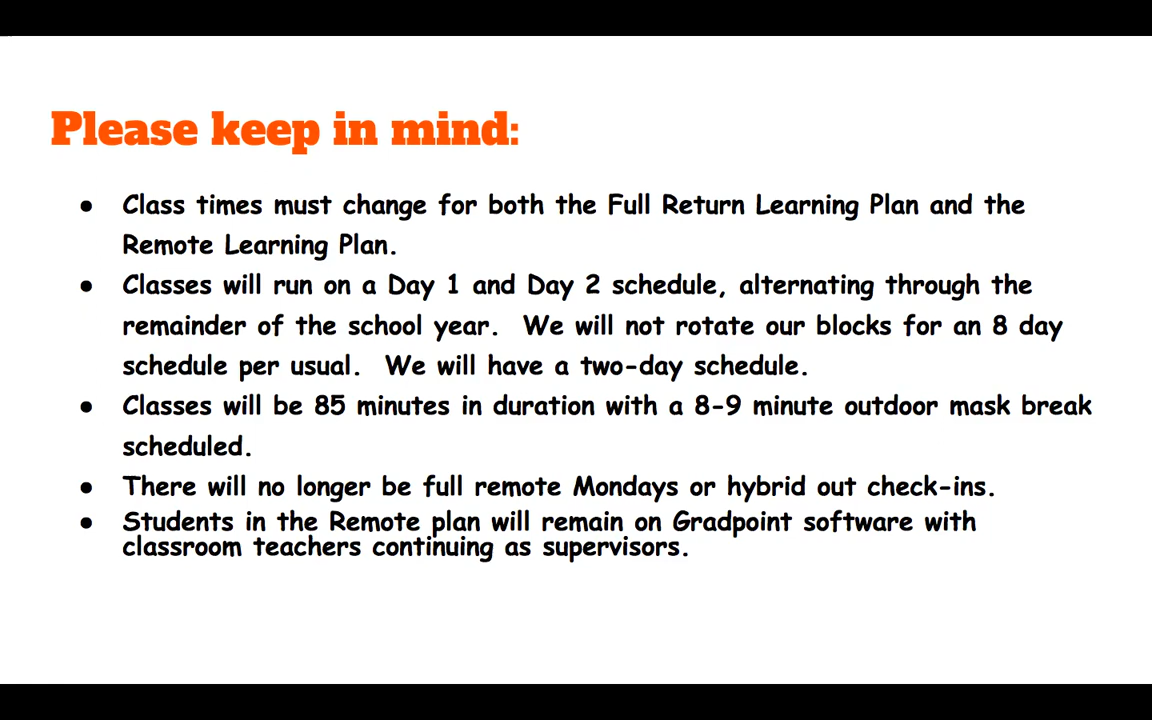 Please keep in mind:
● Class times must change for both the Full Return Learning Plan and the
Remote Learning Plan.
● Classes will run on a Day 1 and Day 2 schedule, alternating through the
remainder of the school year.  We will not rotate our blocks for an 8 day
schedule per usual.  We will have a two-day schedule.
● Classes will be 85 minutes in duration with a 8-9 minute outdoor mask break
scheduled.
● There will no longer be full remote Mondays or hybrid out check-ins.
● Students in the Remote plan will remain on Gradpoint software with
classroom teachers continuing as supervisors.